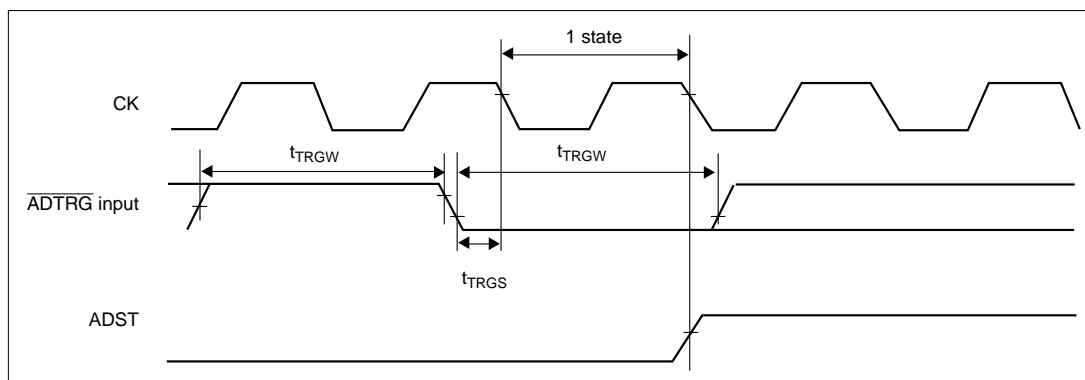 1 state
CK
tTRGW
tTRGW
ADTRG input
tTRGS
ADST